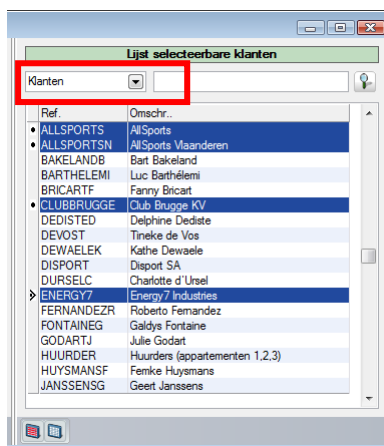 Lijst selecteerbare klanten
Klanten
Ref. Omschr..
ALLSPORTS AllSports
ALLSPORTSN AllSports Vlaanderen
BAKELANDB Bart Bakeland
BARTHELEMI Luc Barthélemi
BRICARTF Fanny Bricart
CLUBBRUGGE Club Brugge KV
DEDISTED Delphine Dediste
DEVOST Tineke de Vos
DEWAELEK Kathe Dewaele
DISPORT Disport SA
DURSELC Charlotte d'Ursel
ENERGY7 Energy7 Industries
FERNANDEZR Roberto Fernandez
FONTAINEG Galdys Fontaine
GODARTJ Julie Godart
HUURDER Huurders (appartementen 1,2,3)
HUYSMANSF Femke Huysmans
JANSSENSG Geert Janssens